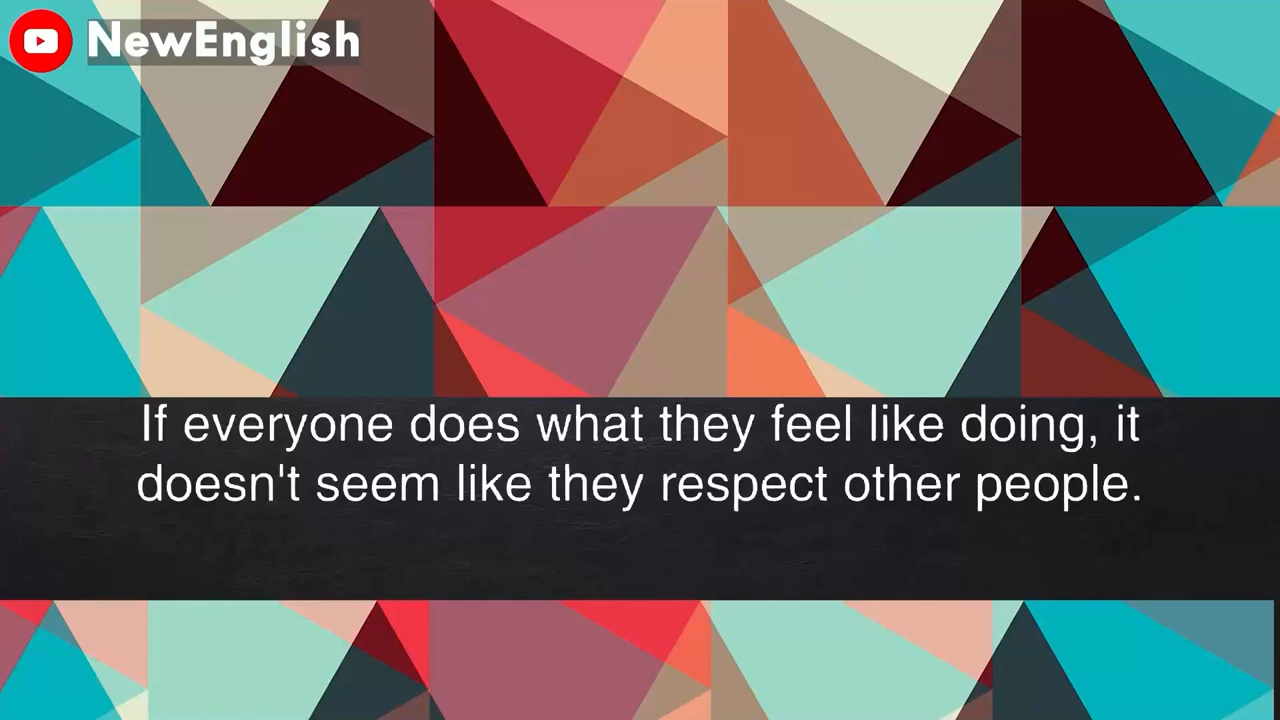 NewEnglish
If everyone does what they feel like doing, it
doesn't seem like they respect other people.